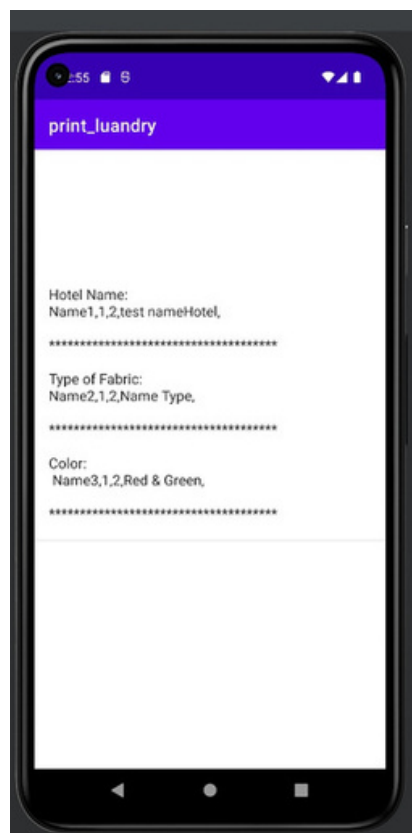 :55
print_luandry
Hotel Name:
Name1,1,2,test nameHotel,
*************************************
Type of Fabric:
Name2,1,2,Name Type,
*************************************
Color:
Name3,1,2,Red & Green,
*************************************